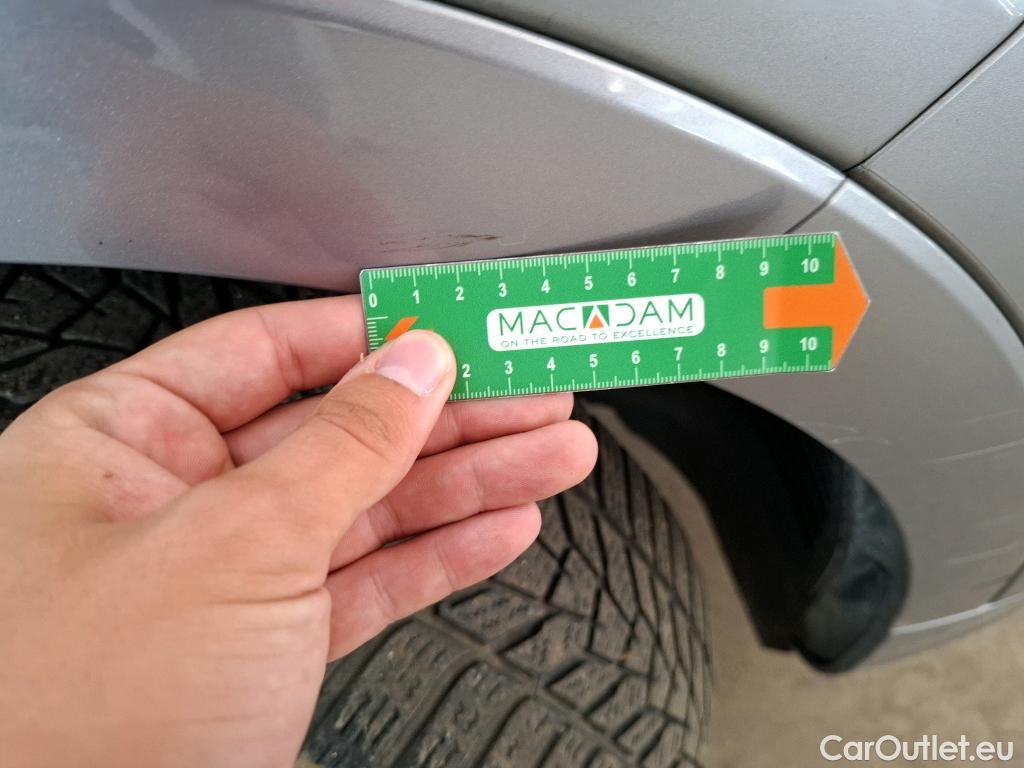 0 1 2 3 4 5 6 7 8 9 10
MACADAM
ON THE ROAD TO EXCELLENCE
2 3 4 5 6 7 8 9 10
CarOutlet.eu